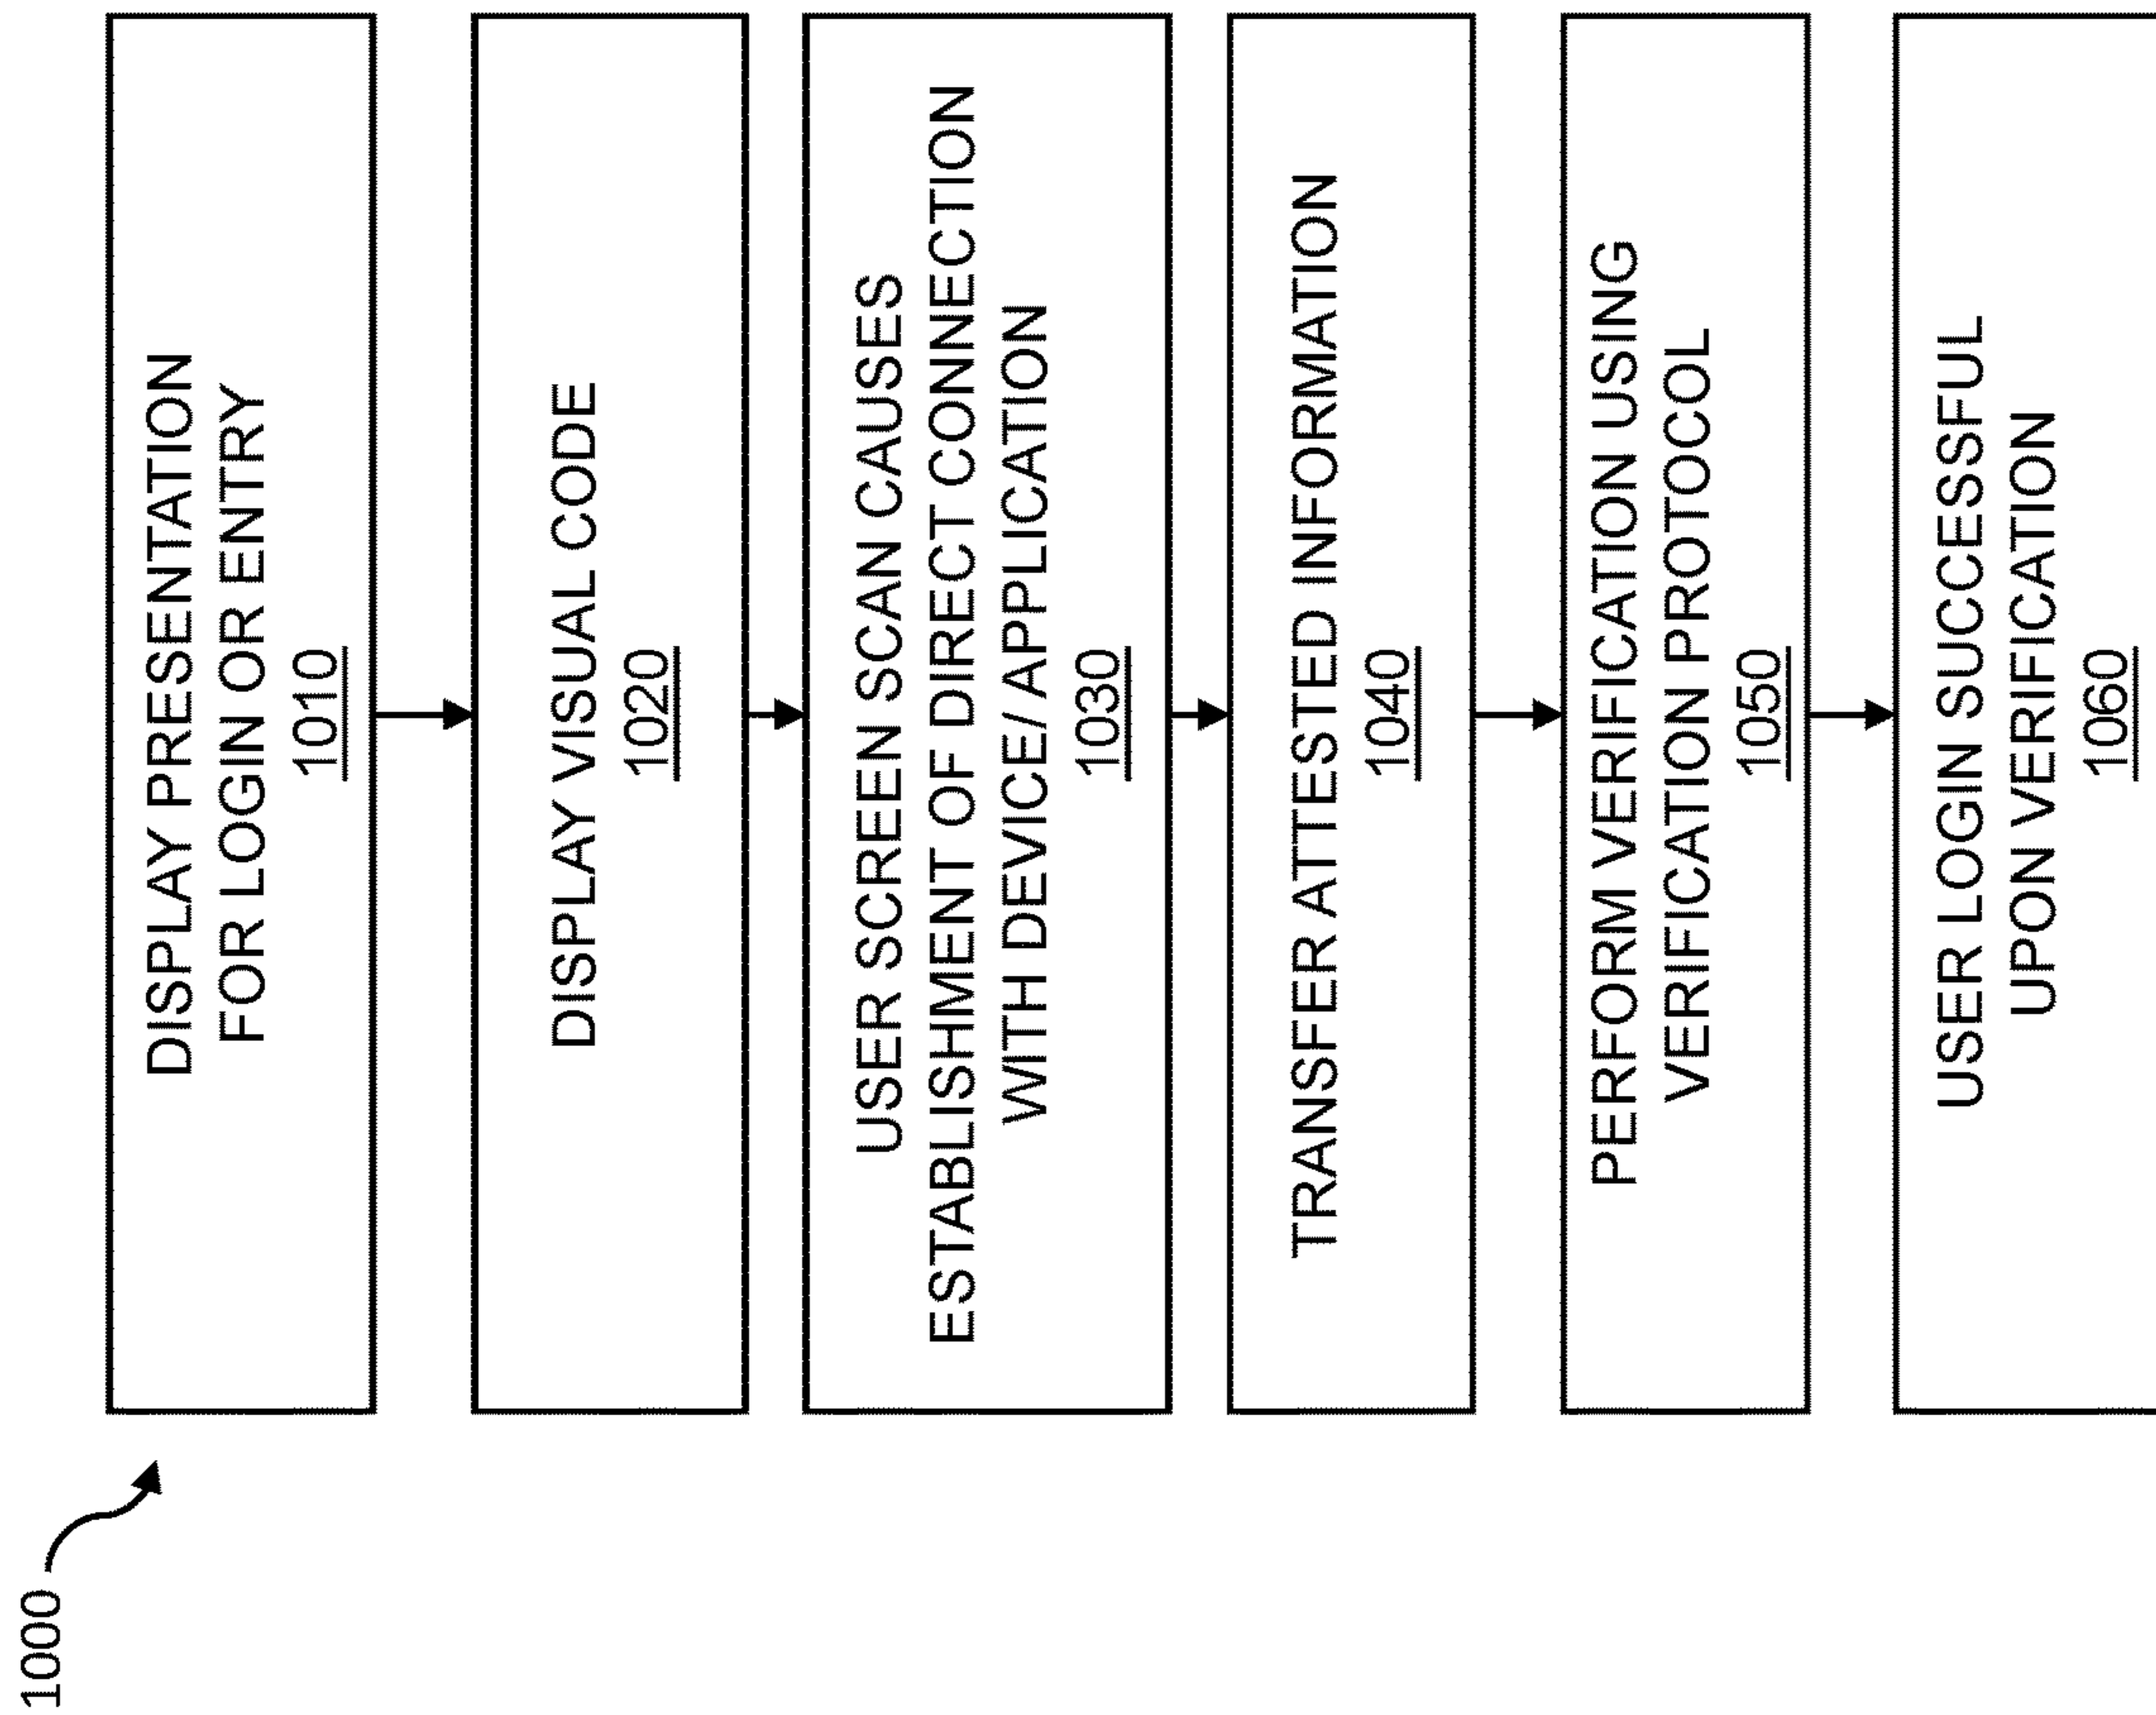 1000
DISPLAY PRESENTATION
FOR LOGIN OR ENTRY
1010
DISPLAY VISUAL CODE
1020
USER SCREEN SCAN CAUSES
ESTABLISHMENT OF DIRECT CONNECTION
WITH DEVICE/ APPLICATION
1030
TRANSFER ATTESTED INFORMATION
1040
PERFORM VERIFICATION USING
VERIFICATION PROTOCOL
1050
USER LOGIN SUCCESSFUL
UPON VERIFICATION
1060